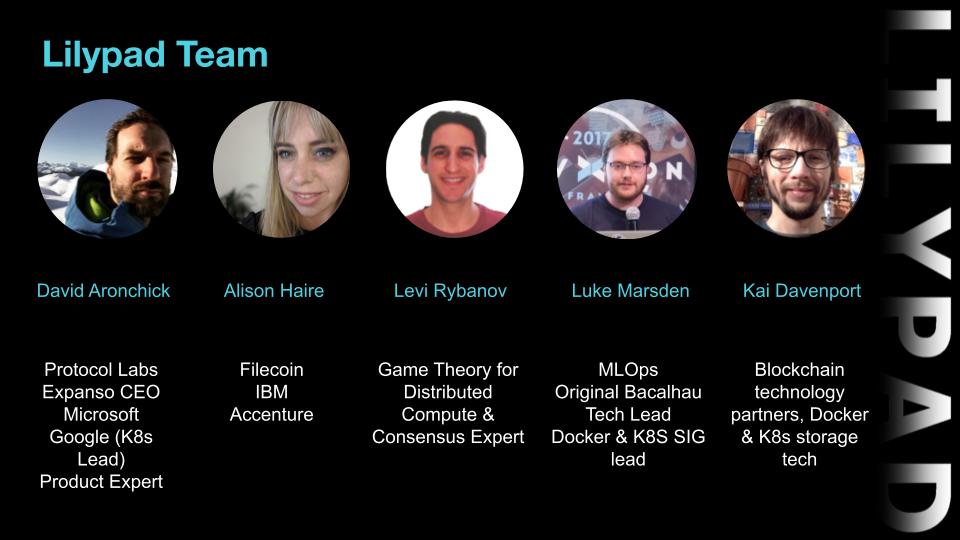 Lilypad Team
LILYPAD
2017
FRAN
David Aronchick
Alison Haire
Levi Rybanov
Luke Marsden
Kai Davenport
Protocol Labs
Expanso CEO
Microsoft
Google (K8s
Lead)
Product Expert
Filecoin
IBM
Accenture
Game Theory for
Distributed
Compute &
Consensus Expert
MLOps
Original Bacalhau
Tech Lead
Docker & K8S SIG
lead
Blockchain
technology
partners, Docker
& K8s storage
tech